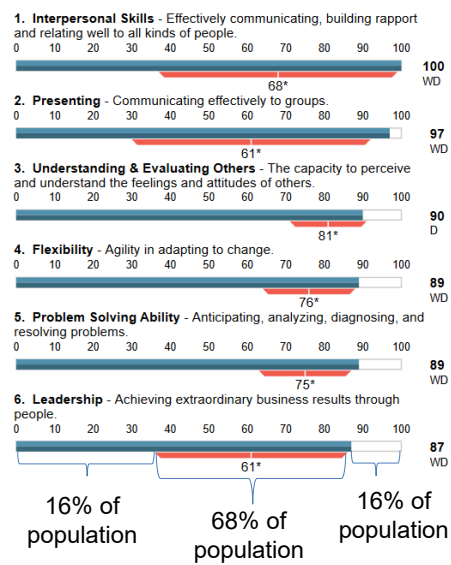 1. Interpersonal Skills - Effectively communicating, building rapport
and relating well to all kinds of people.
0 10 20 30 40 50 60 70 80 90 100
100
WD
68*
2. Presenting - Communicating effectively to groups.
0 10 20 30 40 50 60 70 80 90 100
97
WD
61*
3. Understanding & Evaluating Others - The capacity to perceive
and understand the feelings and attitudes of others.
0 10 20 30 40 50 60 70 80 90 100
90
D
81*
4. Flexibility - Agility in adapting to change.
0 10 20 30 40 50 60 70 80 90 100
89
WD
76*
5. Problem Solving Ability - Anticipating, analyzing, diagnosing, and
resolving problems.
0 10 20 30 40 50 60 70 80 90 100
89
WD
75*
6. Leadership - Achieving extraordinary business results through
people.
0 10 20 30 40 50 60 70 80 90 100
87
WD
61*
16% of
population
68% of
population
16% of
population